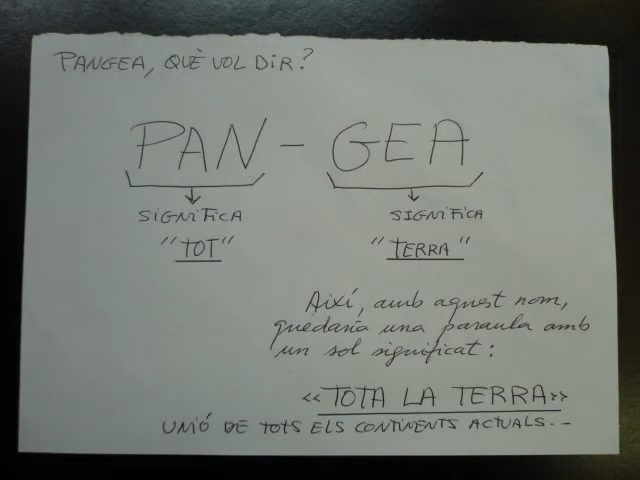 PANGEA, QUÈ VOL DIR?
PAN - GEA
SIGNIFICA SIGNIFICA
"TOT" "TERRA"
Així, amb aquest nom,
quedaria una paraula amb
un sol significat:
<<TOTA LA TERRA>>
UNIÓ DE TOTS ELS CONTINENTS ACTUALS.-